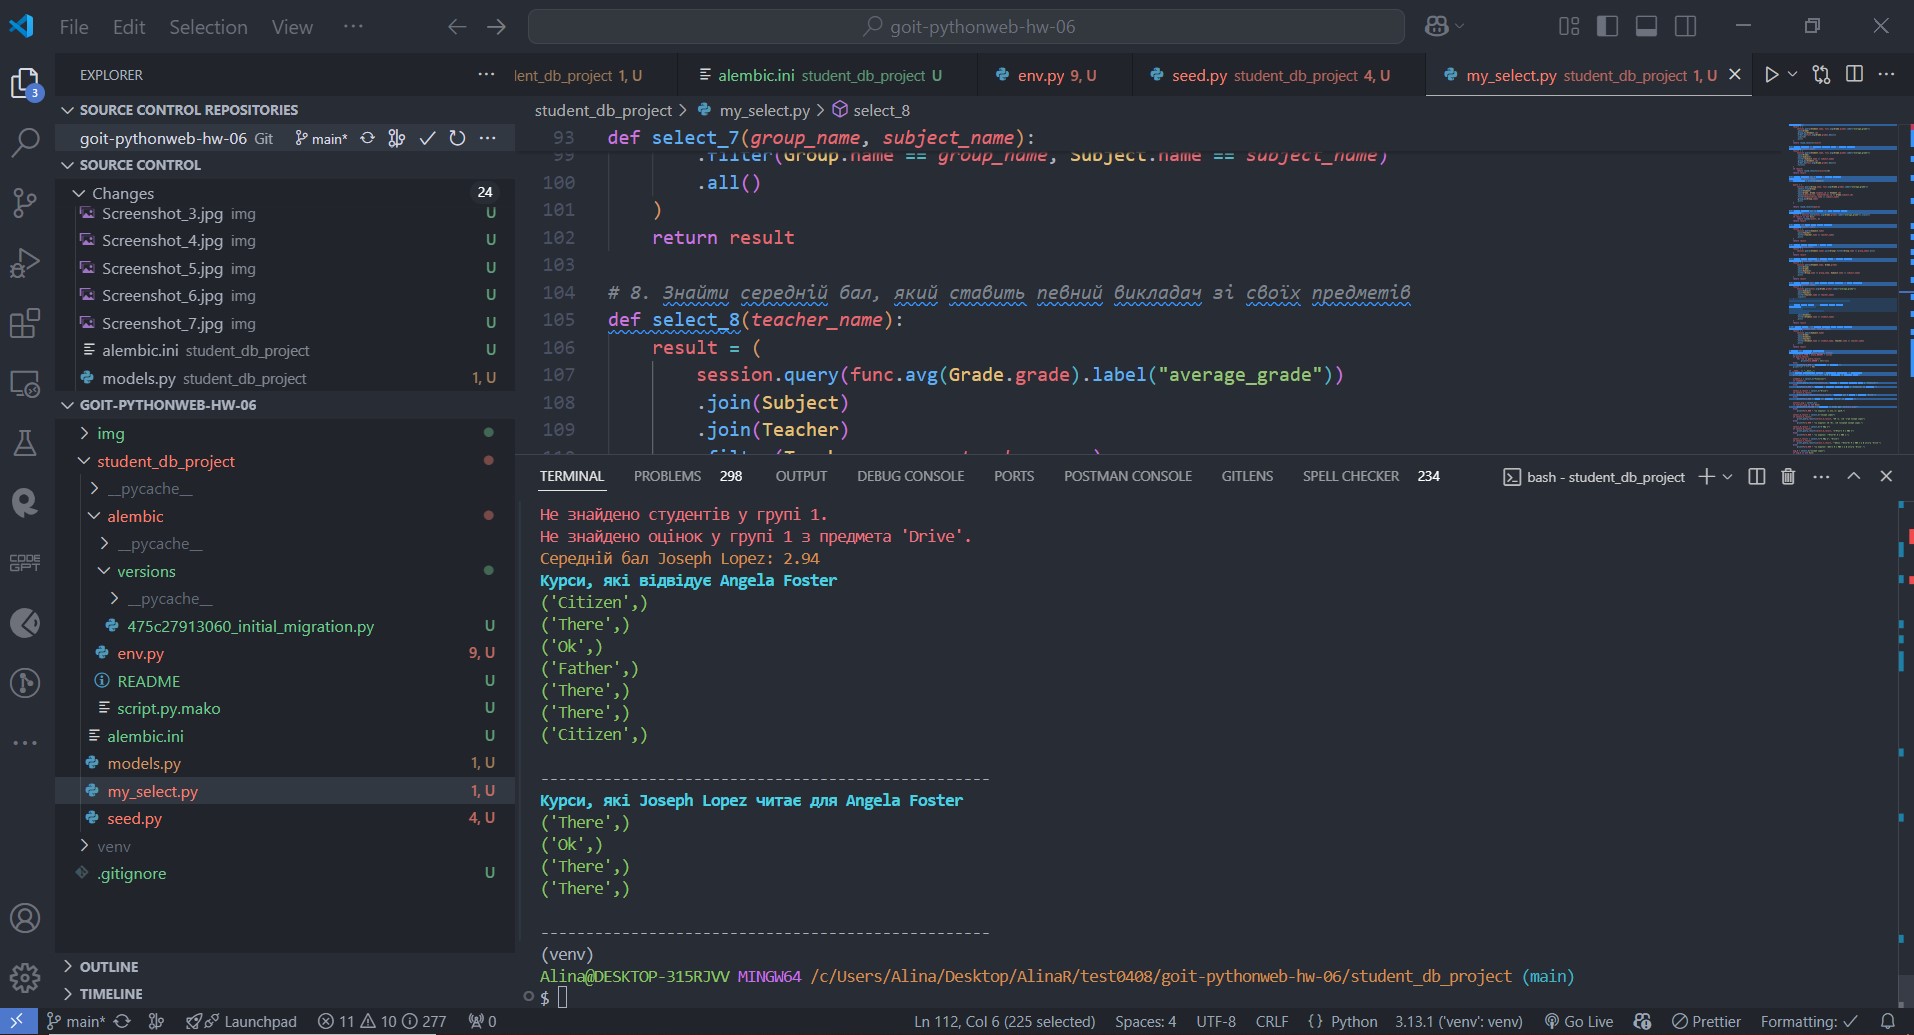 File Edit Selection View ··· goit-pythonweb-hw-06
EXPLORER ···
lent_db_project 1, U alembic.ini student_db_project U env.py 9, U seed.py student_db_project 4, U my_select.py student_db_project 1, U
SOURCE CONTROL REPOSITORIES
goit-pythonweb-hw-06 Git main* ···
SOURCE CONTROL
Changes 24
Screenshot_3.jpg img U
Screenshot_4.jpg img U
Screenshot_5.jpg img U
Screenshot_6.jpg img U
Screenshot_7.jpg img U
alembic.ini student_db_project U
models.py student_db_project 1, U
GOIT-PYTHONWEB-HW-06
img
student_db_project
__pycache__
alembic
__pycache__
versions
__pycache__
475c27913060_initial_migration.py U
env.py 9, U
README U
script.py.mako U
alembic.ini U
models.py 1, U
my_select.py 1, U
seed.py 4, U
venv
.gitignore U
OUTLINE
TIMELINE
3
CODE
GPT
student_db_project > my_select.py > select_8
93 def select_7(group_name, subject_name):
99 .filter(Group.name == group_name, Subject.name == subject_name)
100 .all()
101 )
102 return result
103
104 # 8. Знайти середній бал, який ставить певний викладач зі своїх предметів
105 def select_8(teacher_name):
106 result = (
107 session.query(func.avg(Grade.grade).label("average_grade"))
108 .join(Subject)
109 .join(Teacher)
TERMINAL PROBLEMS 298 OUTPUT DEBUG CONSOLE PORTS POSTMAN CONSOLE GITLENS SPELL CHECKER 234 bash - student_db_project
Не знайдено студентів у групі 1.
Не знайдено оцінок у групі 1 з предмета 'Drive'.
Середній бал Joseph Lopez: 2.94
Курси, які відвідує Angela Foster
('Citizen',)
('There',)
('Ok',)
('Father',)
('There',)
('There',)
('Citizen',)
--------------------------------------------------
Курси, які Joseph Lopez читає для Angela Foster
('There',)
('Ok',)
('There',)
('There',)
--------------------------------------------------
(venv)
Alina@DESKTOP-315RJVV MINGW64 /c/Users/Alina/Desktop/AlinaR/test0408/goit-pythonweb-hw-06/student_db_project (main)
$
main* Launchpad 11 10 277 0 Ln 112, Col 6 (225 selected) Spaces: 4 UTF-8 CRLF {} Python 3.13.1 ('venv': venv) Go Live Prettier Formatting: